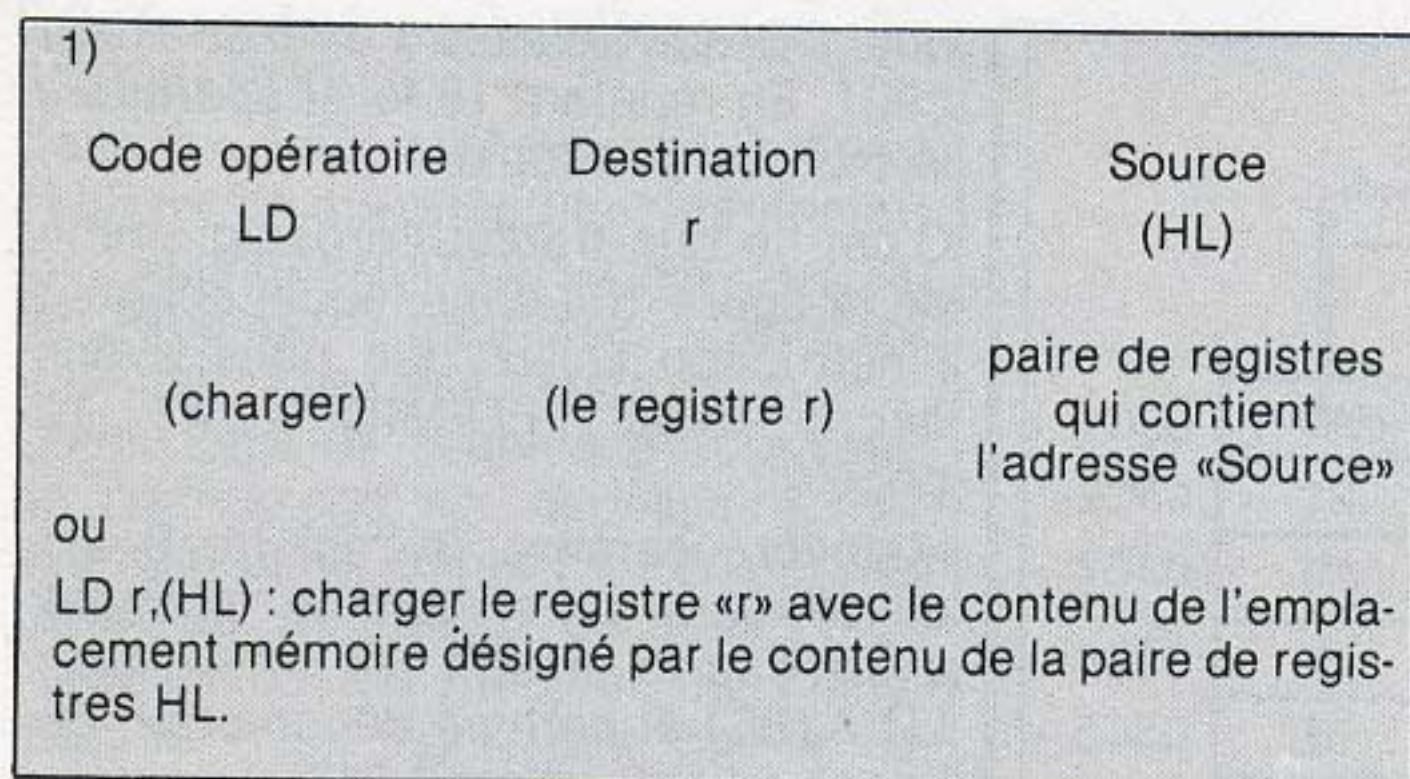 1)
Code opératoire Destination Source
LD r (HL)
paire de registres
(charger) (le registre r) qui contient
l'adresse «Source»
ou
LD r,(HL) : charger le registre «r» avec le contenu de l'empla-
cement mémoire désigné par le contenu de la paire de regis-
tres HL.